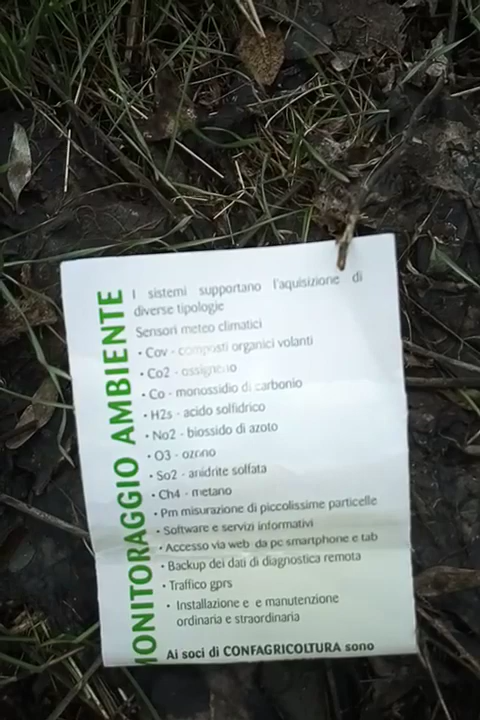 MONITORAGGIO AMBIENTE
I sistemi supportano l'aquisizione di
diverse tipologie
Sensori meteo climatici
• Cov - composti organici volanti
• Co2 - ossigeno
• Co - monossido di carbonio
• H2s - acido solfidrico
• No2 - biossido di azoto
• O3 - ozono
• So2 - anidrite solfata
• Ch4 - metano
• Pm misurazione di piccolissime particelle
• Software e servizi informativi
• Accesso via web da pc smartphone e tab
• Backup dei dati di diagnostica remota
• Traffico gprs
• Installazione e e manutenzione
ordinaria e straordinaria
Ai soci di CONFAGRICOLTURA sono